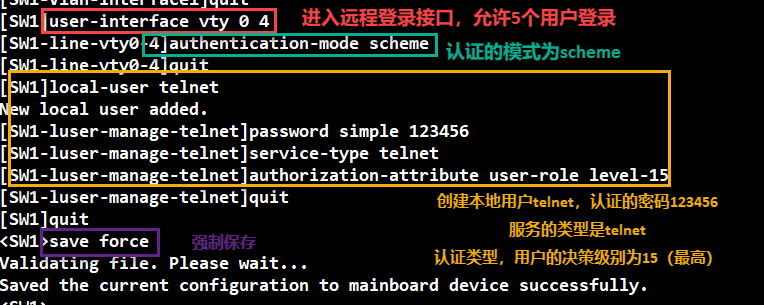 [SW1-vlan-interface1]quit
[SW1]user-interface vty 0 4 进入远程登录接口，允许5个用户登录
[SW1-line-vty0-4]authentication-mode scheme 认证的模式为scheme
[SW1-line-vty0-4]quit
[SW1]local-user telnet
New local user added.
[SW1-luser-manage-telnet]password simple 123456
[SW1-luser-manage-telnet]service-type telnet
[SW1-luser-manage-telnet]authorization-attribute user-role level-15
[SW1-luser-manage-telnet]quit 创建本地用户telnet，认证的密码123456
[SW1]quit 服务的类型是telnet
<SW1>save force 强制保存
认证类型，用户的决策级别为15（最高）
Validating file. Please wait...
Saved the current configuration to mainboard device successfully.
<SW1>